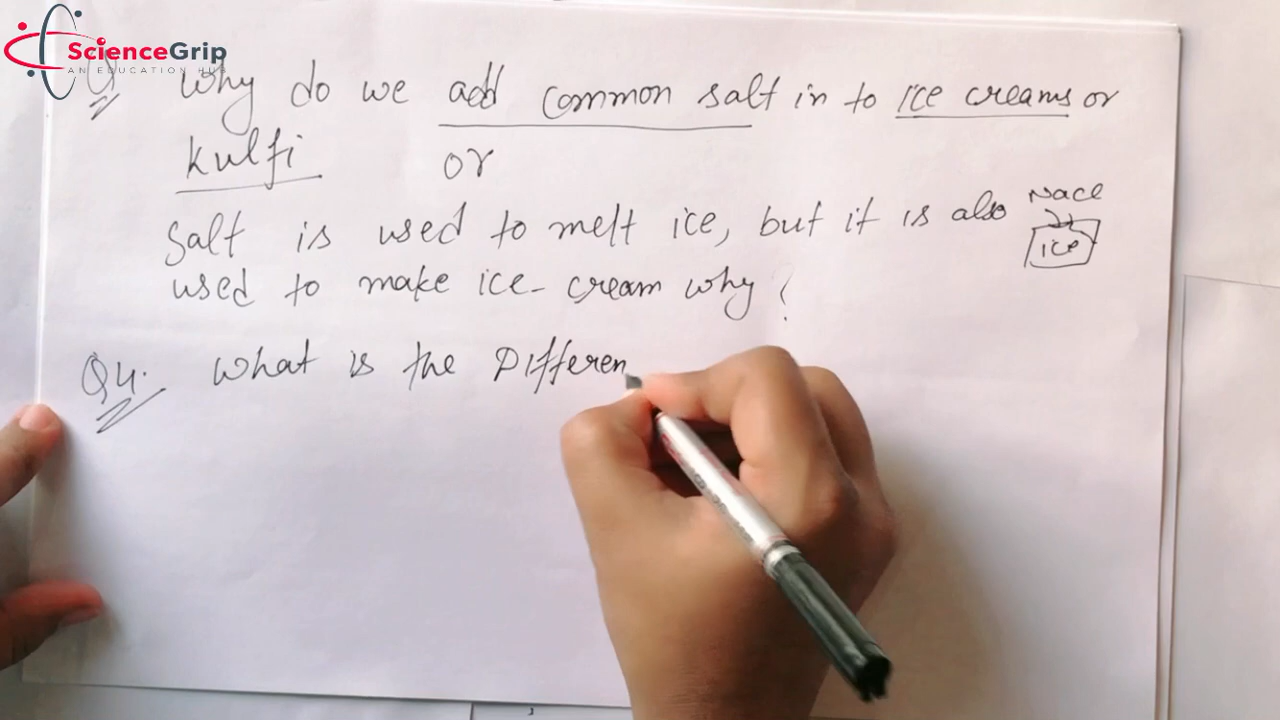 ScienceGrip
AN EDUCATION HUB
Q Why do we add common salt in to ice creams or
Kulfi or
Salt is used to melt ice, but it is also
used to make ice-cream why?
NaCl
ice
Q4. What is the Differen